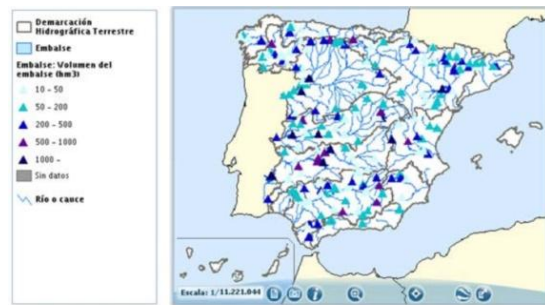 Demarcación
Hidrográfica Terrestre
Embalse
Embalse: Volumen del
embalse (hm3)
10 - 50
50 - 200
200 - 500
500 - 1000
1000 -
Sin datos
Río o cauce
Escala: 1/11.221.044